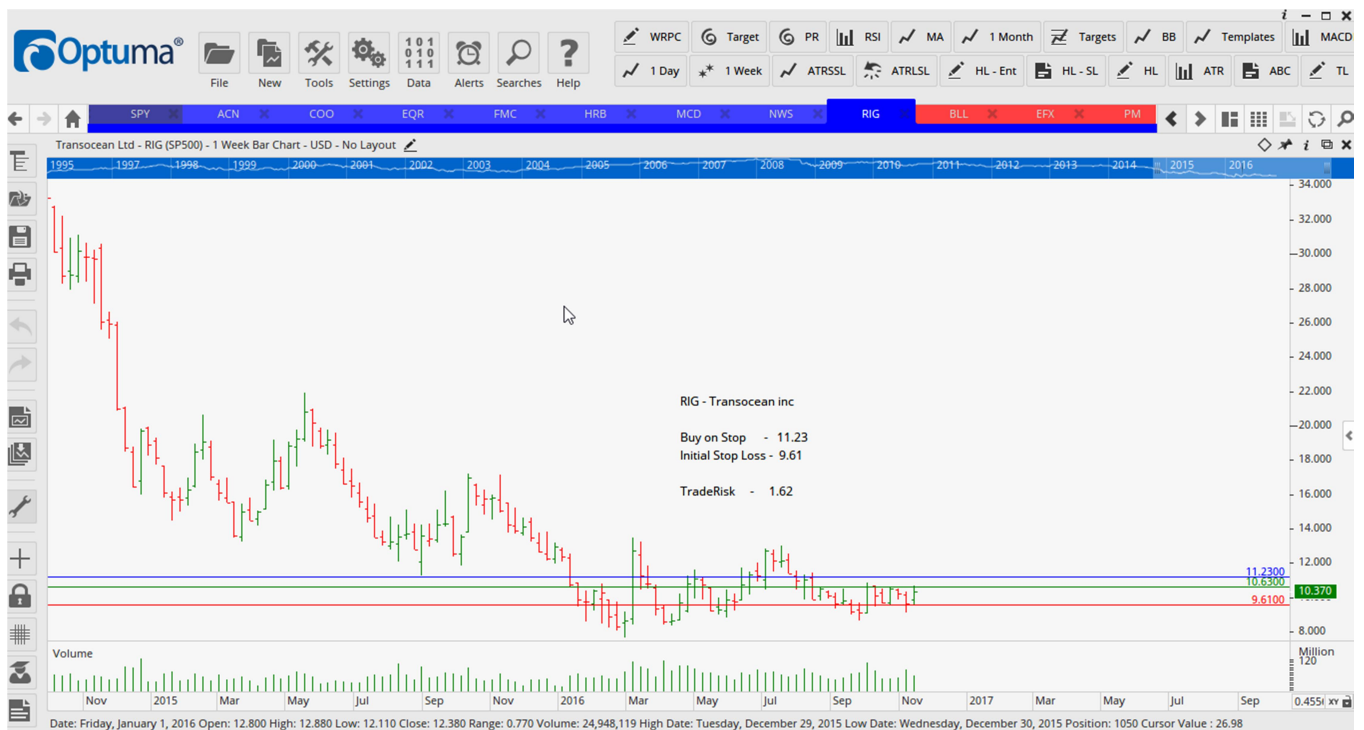 Optuma®
File New Tools Settings Data Alerts Searches Help
WRPC Target PR RSI MA 1 Month Targets BB Templates MACD
1 Day 1 Week ATRSSL ATRLSL HL - Ent HL - SL HL ATR ABC TL
SPY ACN COO EQR FMC HRB MCD NWS RIG BLL EFX PM
Transocean Ltd - RIG (SP500) - 1 Week Bar Chart - USD - No Layout
1995 1997 1998 1999 2000 2001 2002 2003 2004 2005 2006 2007 2008 2009 2010 2011 2012 2013 2014 2015 2016
34.000
32.000
30.000
28.000
26.000
24.000
22.000
RIG - Transocean inc
20.000
Buy on Stop - 11.23
Initial Stop Loss - 9.61
18.000
TradeRisk - 1.62
16.000
14.000
12.000
11.2300
10.6300
10.370
9.6100
8.000
Volume
Million
120
Nov 2015 Mar May Jul Sep Nov 2016 Mar May Jul Sep Nov 2017 Mar May Jul Sep XY
Date: Friday, January 1, 2016 Open: 12.800 High: 12.880 Low: 12.110 Close: 12.380 Range: 0.770 Volume: 24,948,119 High Date: Tuesday, December 29, 2015 Low Date: Wednesday, December 30, 2015 Position: 1050 Cursor Value : 26.98